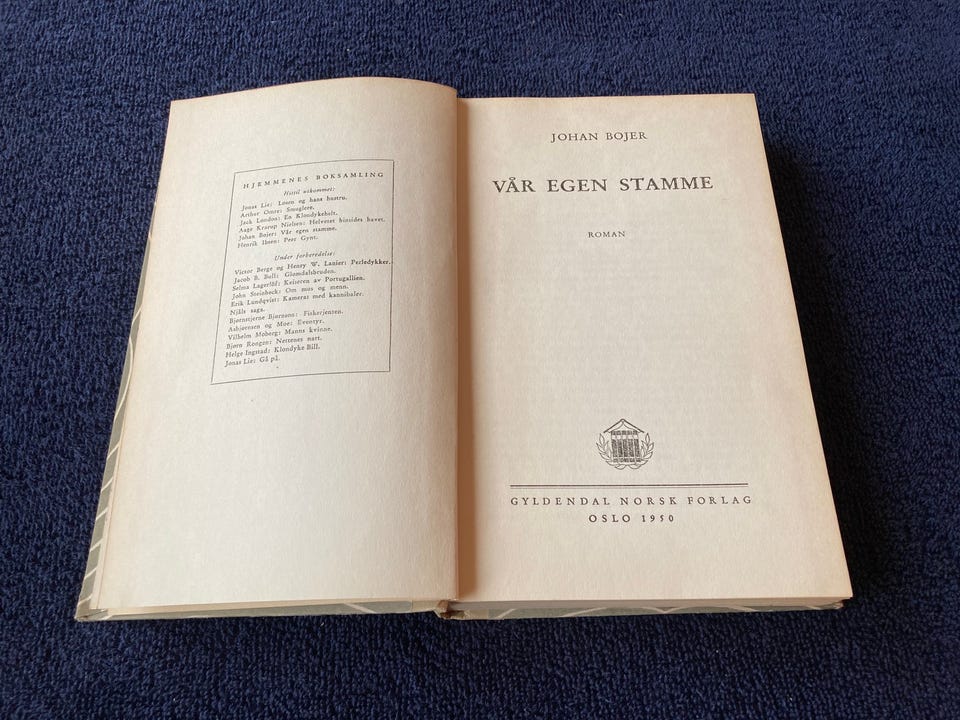 HJEMMENES BOKSAMLING
Hittil utkommet:
Jonas Lie: Losen og hans hustru.
Arthur Omre: Smuglere.
Jack London: En Klondykehelt.
Aage Krarup Nielsen: Helvetet hinsides havet.
Johan Bojer: Vår egen stamme.
Henrik Ibsen: Peer Gynt.
Under forberedelse:
Victor Berge og Henry W. Lanier: Perledykker.
Jacob B. Bull: Glomdalsbruden.
Selma Lagerlöf: Keiseren av Portugallien.
John Steinbeck: Om mus og menn.
Erik Lundqvist: Kamerat med kannibaler.
Njåls saga.
Bjørnstjerne Bjørnson: Fiskerjenten.
Asbjørnsen og Moe: Eventyr.
Vilhelm Moberg: Manns kvinne.
Bjørn Rongen: Nettenes natt.
Helge Ingstad: Klondyke Bill.
Jonas Lie: Gå på.
JOHAN BOJER
VÅR EGEN STAMME
ROMAN
GYLDENDAL NORSK FORLAG
OSLO 1950